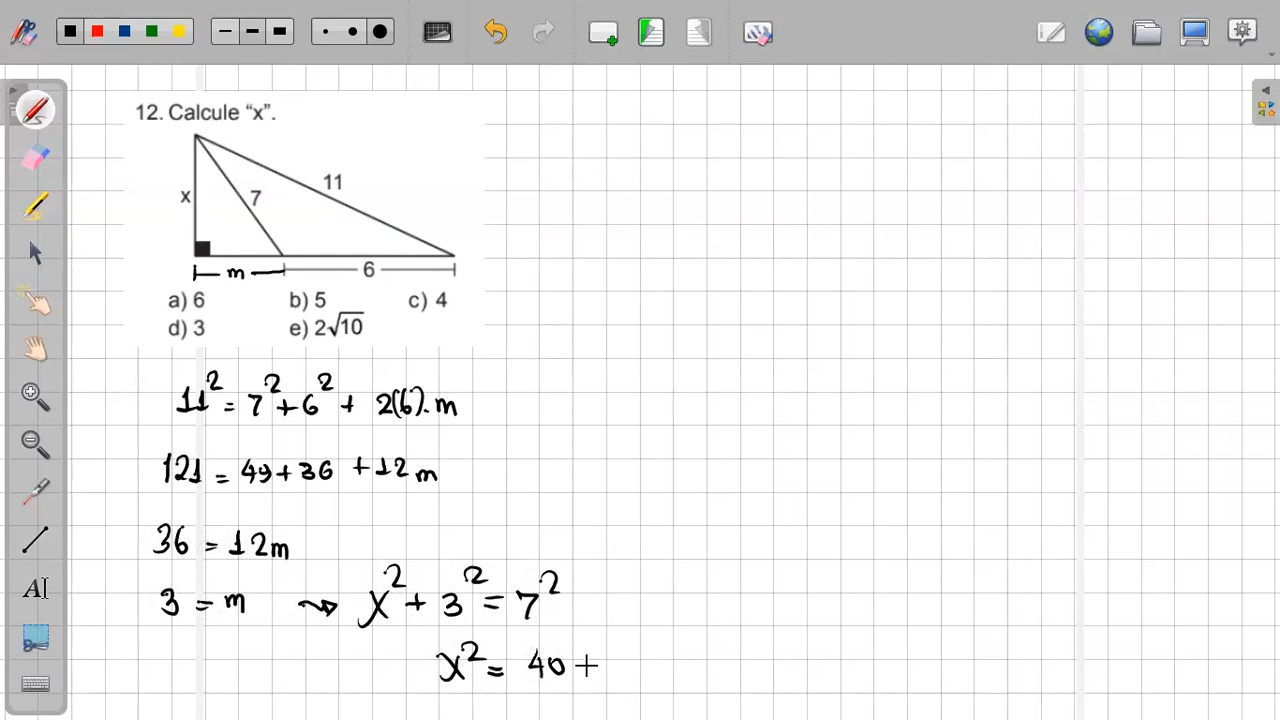 12. Calcule “x”.
11
x
7
m
6
a) 6 b) 5 c) 4
d) 3 e) 2√10
11² = 7² + 6² + 2(6).m
121 = 49 + 36 + 12m
36 = 12m
3 = m ⇝ x² + 3² = 7²
x² = 40 +